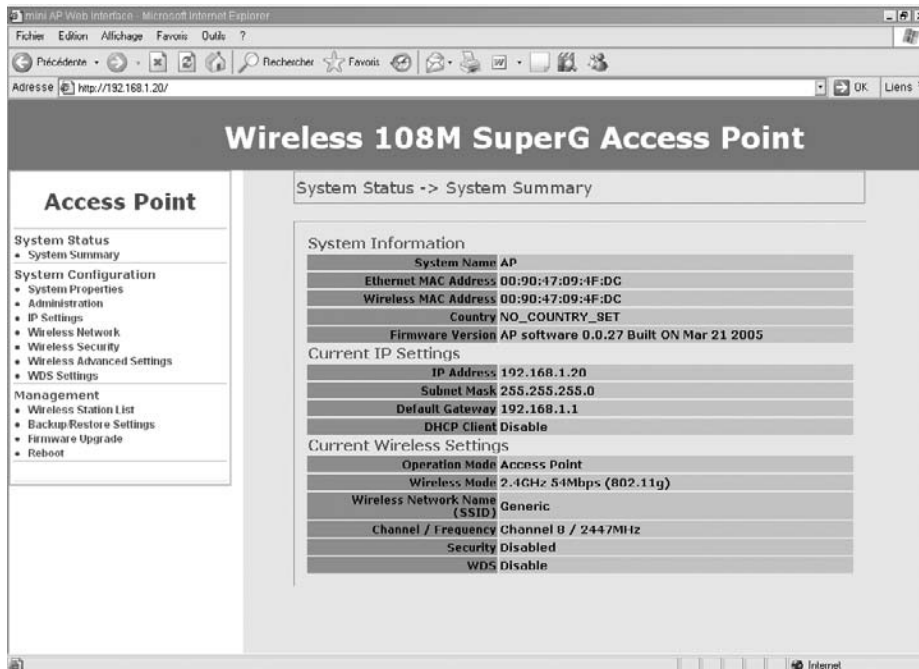 mini AP Web Interface - Microsoft Internet Explorer
Fichier Edition Affichage Favoris Outils ?
Précédente Rechercher Favoris
Adresse http://192.168.1.20/ OK Liens
Wireless 108M SuperG Access Point
Access Point
System Status
• System Summary
System Configuration
• System Properties
• Administration
• IP Settings
• Wireless Network
• Wireless Security
• Wireless Advanced Settings
• WDS Settings
Management
• Wireless Station List
• Backup/Restore Settings
• Firmware Upgrade
• Reboot
System Status -> System Summary
System Information
System Name AP
Ethernet MAC Address 00:90:47:09:4F:DC
Wireless MAC Address 00:90:47:09:4F:DC
Country NO_COUNTRY_SET
Firmware Version AP software 0.0.27 Built ON Mar 21 2005
Current IP Settings
IP Address 192.168.1.20
Subnet Mask 255.255.255.0
Default Gateway 192.168.1.1
DHCP Client Disable
Current Wireless Settings
Operation Mode Access Point
Wireless Mode 2.4GHz 54Mbps (802.11g)
Wireless Network Name
(SSID) Generic
Channel / Frequency Channel 8 / 2447MHz
Security Disabled
WDS Disable
Internet